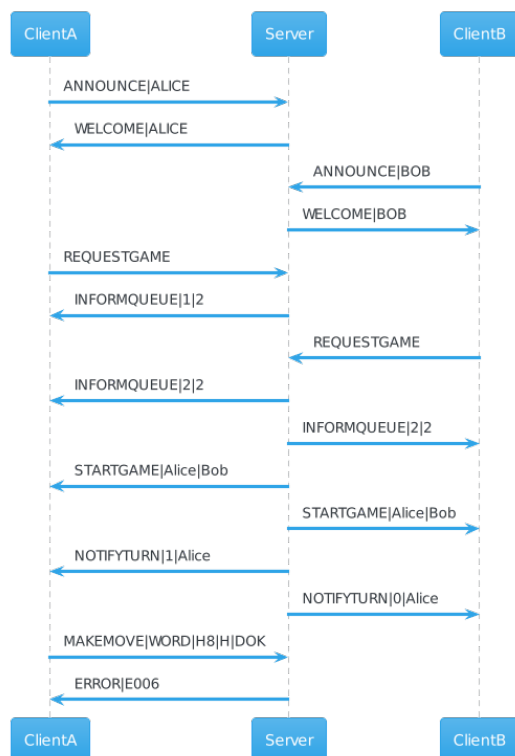 ClientA Server ClientB
ANNOUNCE|ALICE
WELCOME|ALICE
ANNOUNCE|BOB
WELCOME|BOB
REQUESTGAME
INFORMQUEUE|1|2
REQUESTGAME
INFORMQUEUE|2|2
INFORMQUEUE|2|2
STARTGAME|Alice|Bob
STARTGAME|Alice|Bob
NOTIFYTURN|1|Alice
NOTIFYTURN|0|Alice
MAKEMOVE|WORD|H8|H|DOK
ERROR|E006
ClientA Server ClientB